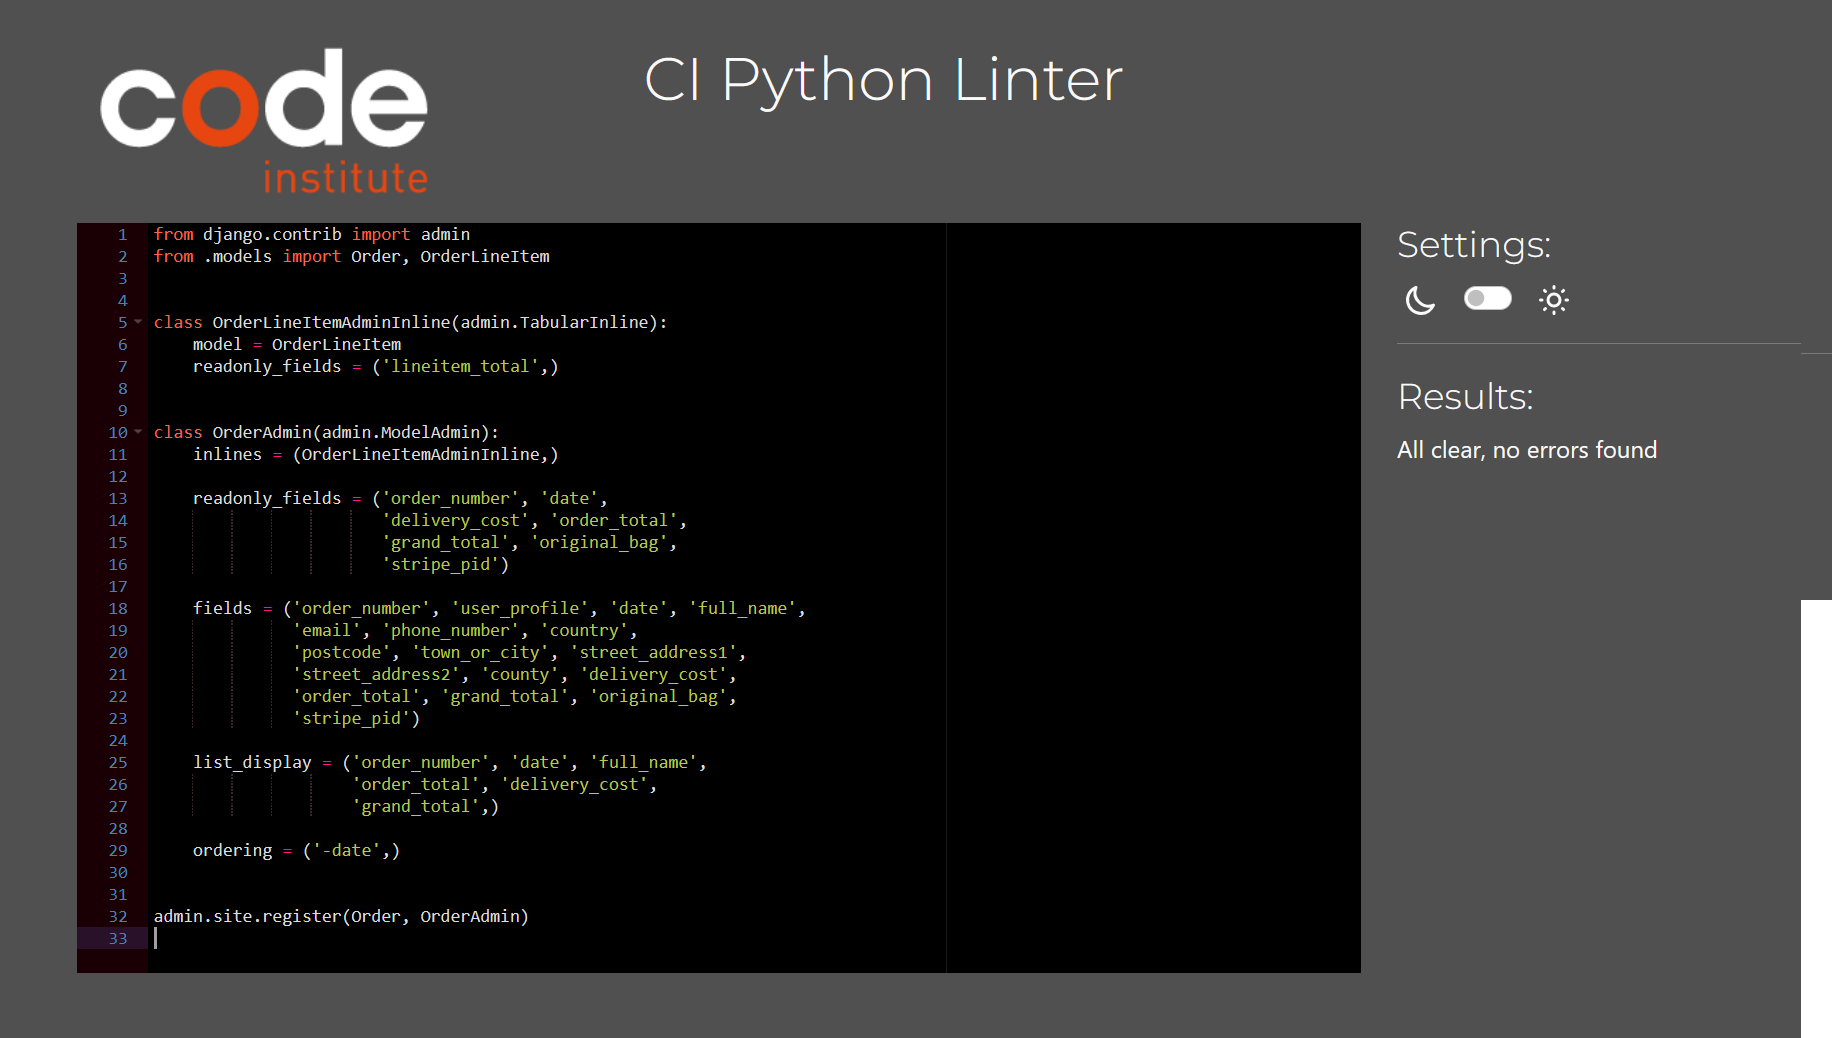 code
institute
CI Python Linter
1 from django.contrib import admin
2 from .models import Order, OrderLineItem
3
4
5 class OrderLineItemAdminInline(admin.TabularInline):
6     model = OrderLineItem
7     readonly_fields = ('lineitem_total',)
8
9
10 class OrderAdmin(admin.ModelAdmin):
11     inlines = (OrderLineItemAdminInline,)
12
13     readonly_fields = ('order_number', 'date',
14                        'delivery_cost', 'order_total',
15                        'grand_total', 'original_bag',
16                        'stripe_pid')
17
18     fields = ('order_number', 'user_profile', 'date', 'full_name',
19               'email', 'phone_number', 'country',
20               'postcode', 'town_or_city', 'street_address1',
21               'street_address2', 'county', 'delivery_cost',
22               'order_total', 'grand_total', 'original_bag',
23               'stripe_pid')
24
25     list_display = ('order_number', 'date', 'full_name',
26                     'order_total', 'delivery_cost',
27                     'grand_total',)
28
29     ordering = ('-date',)
30
31
32 admin.site.register(Order, OrderAdmin)
33
Settings:
Results:
All clear, no errors found